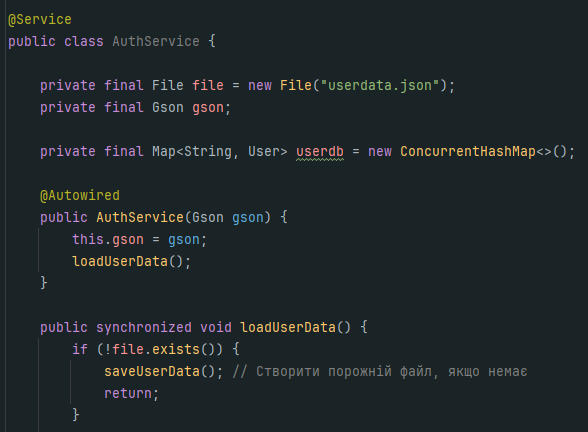 @Service
public class AuthService {
private final File file = new File("userdata.json");
private final Gson gson;
private final Map<String, User> userdb = new ConcurrentHashMap<>();
@Autowired
public AuthService(Gson gson) {
this.gson = gson;
loadUserData();
}
public synchronized void loadUserData() {
if (!file.exists()) {
saveUserData(); // Створити порожній файл, якщо немає
return;
}